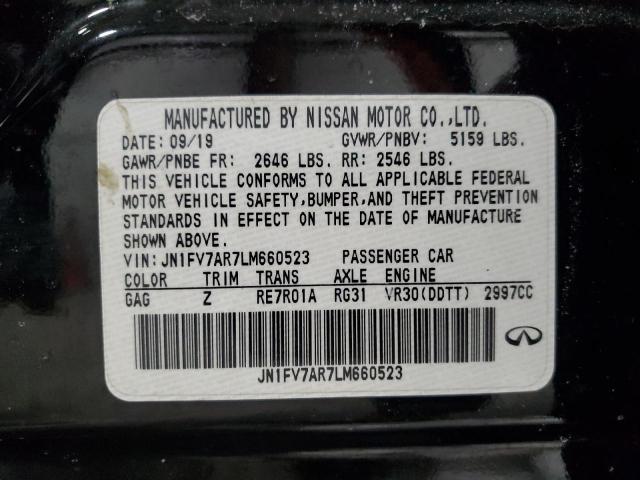 MANUFACTURED BY NISSAN MOTOR CO.,LTD.
DATE: 09/19 GVWR/PNBV: 5159 LBS.
GAWR/PNBE FR: 2646 LBS. RR: 2546 LBS.
THIS VEHICLE CONFORMS TO ALL APPLICABLE FEDERAL
MOTOR VEHICLE SAFETY,BUMPER,AND THEFT PREVENTION
STANDARDS IN EFFECT ON THE DATE OF MANUFACTURE
SHOWN ABOVE.
VIN:JN1FV7AR7LM660523 PASSENGER CAR
COLOR TRIM TRANS AXLE ENGINE
GAG Z RE7R01A RG31 VR30(DDTT) 2997CC
JN1FV7AR7LM660523